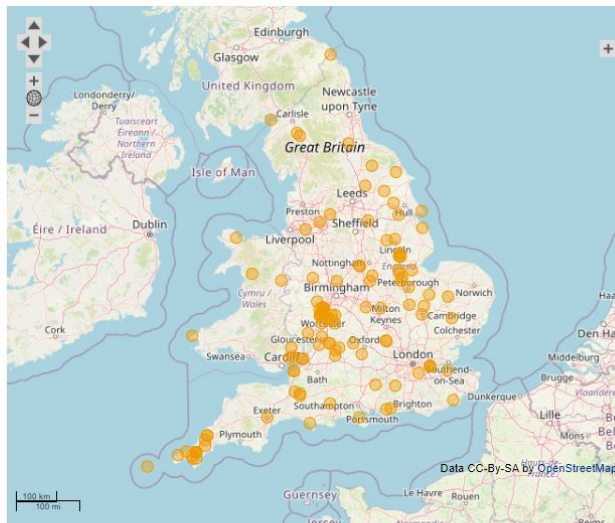 Edinburgh
Glasgow
United Kingdom
Londonderry/
Derry
Newcastle
upon Tyne
Carlisle
Tuaisceart
Éireann /
Northern
Ireland
Great Britain
Isle of Man
Leeds
Preston
Hull
Dublin
Liverpool
Sheffield
Éire / Ireland
Lincoln
Nottingham
England
Peterborough
Norwich
Cymru /
Wales
Birmingham
Cork
Worcester
Milton
Keynes
Cambridge
Colchester
Gloucester
Oxford
Swansea
Cardiff
London
Southend-
on-Sea
Bath
Den Ha
Middelburg
Brugge
Southampton
Brighton
Dunkerque
Exeter
Portsmouth
Plymouth
Lille
Mons
Data CC-By-SA by OpenStreetMap
Guernsey
Le Havre
Rouen
100 km
100 mi